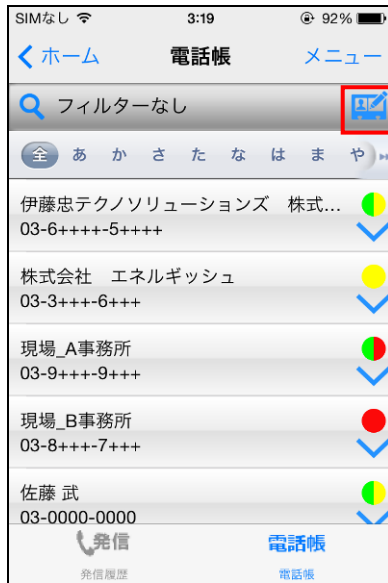 SIMなし 3:19 92%
ホーム 電話帳 メニュー
フィルターなし
全 あ か さ た な は ま や
伊藤忠テクノソリューションズ 株式...
03-6++++-5++++
株式会社 エネルギッシュ
03-3+++-6+++
現場_A事務所
03-9+++-9+++
現場_B事務所
03-8+++-7+++
佐藤 武
03-0000-0000
発信 電話帳
発信履歴 電話帳